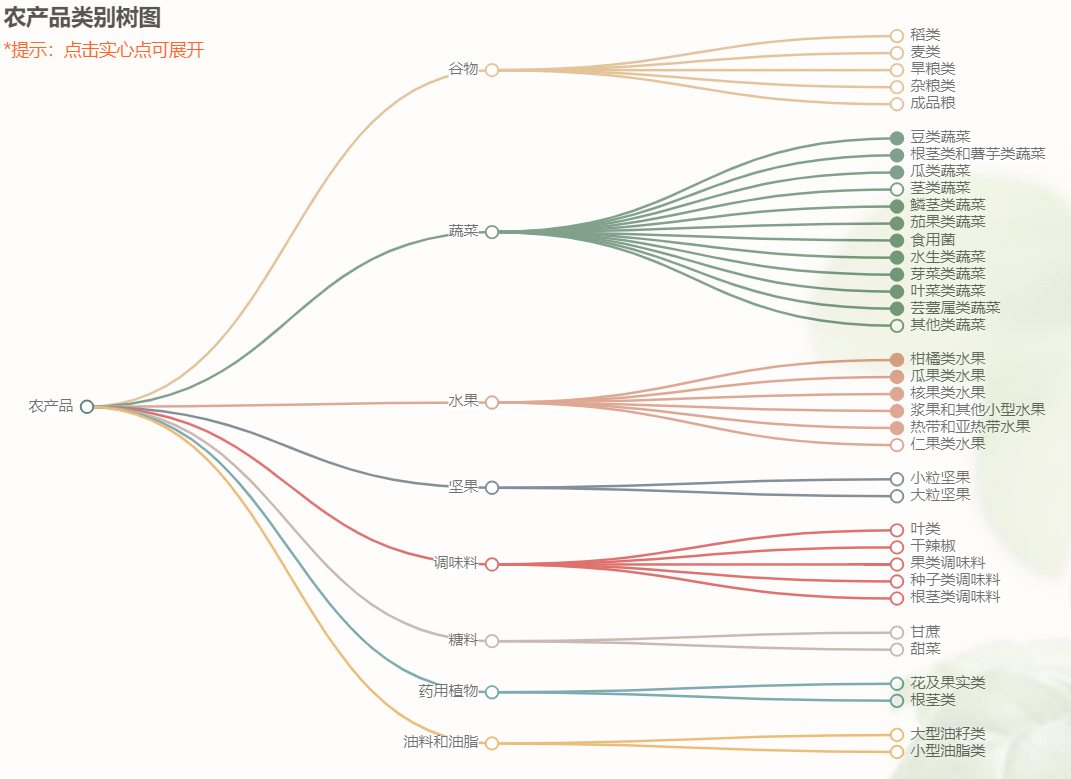 农产品类别树图
*提示：点击实心点可展开
农产品
谷物
稻类
麦类
旱粮类
杂粮类
成品粮
蔬菜
豆类蔬菜
根茎类和薯芋类蔬菜
瓜类蔬菜
茎类蔬菜
鳞茎类蔬菜
茄果类蔬菜
食用菌
水生类蔬菜
芽菜类蔬菜
叶菜类蔬菜
芸薹属类蔬菜
其他类蔬菜
水果
柑橘类水果
瓜果类水果
核果类水果
浆果和其他小型水果
热带和亚热带水果
仁果类水果
坚果
小粒坚果
大粒坚果
调味料
叶类
干辣椒
果类调味料
种子类调味料
根茎类调味料
糖料
甘蔗
甜菜
药用植物
花及果实类
根茎类
油料和油脂
大型油籽类
小型油脂类